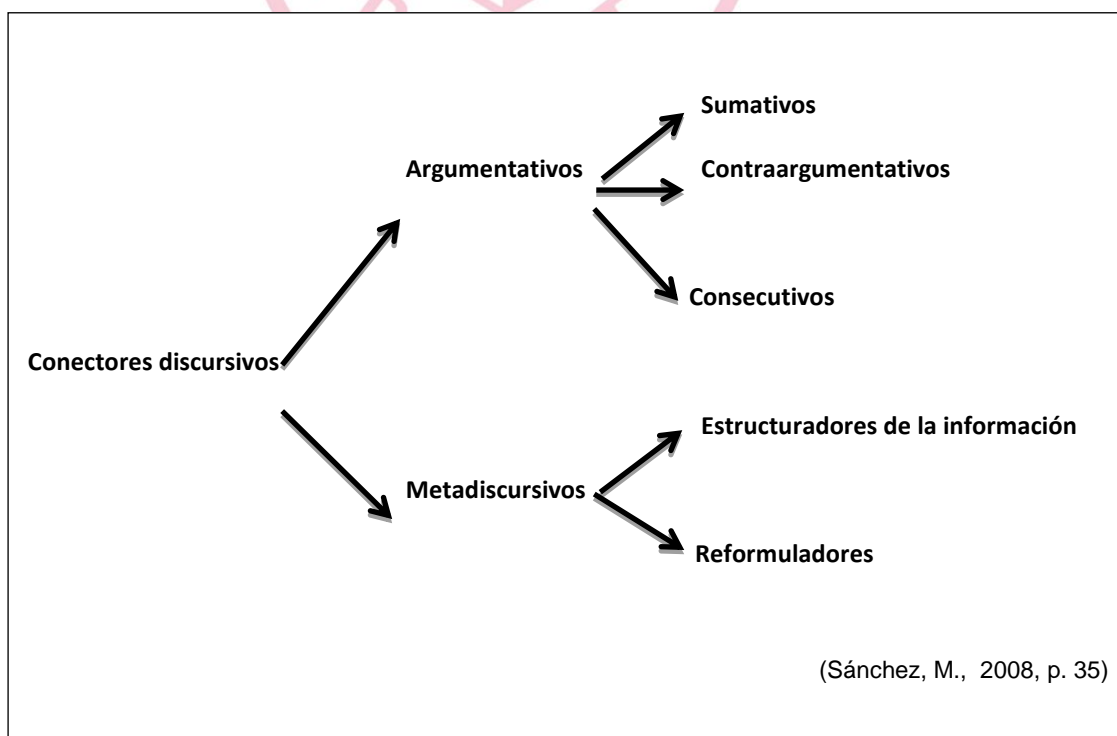 Sumativos
Argumentativos
Contraargumentativos
Consecutivos
Conectores discursivos
Estructuradores de la información
Metadiscursivos
Reformuladores
(Sánchez, M., 2008, p. 35)